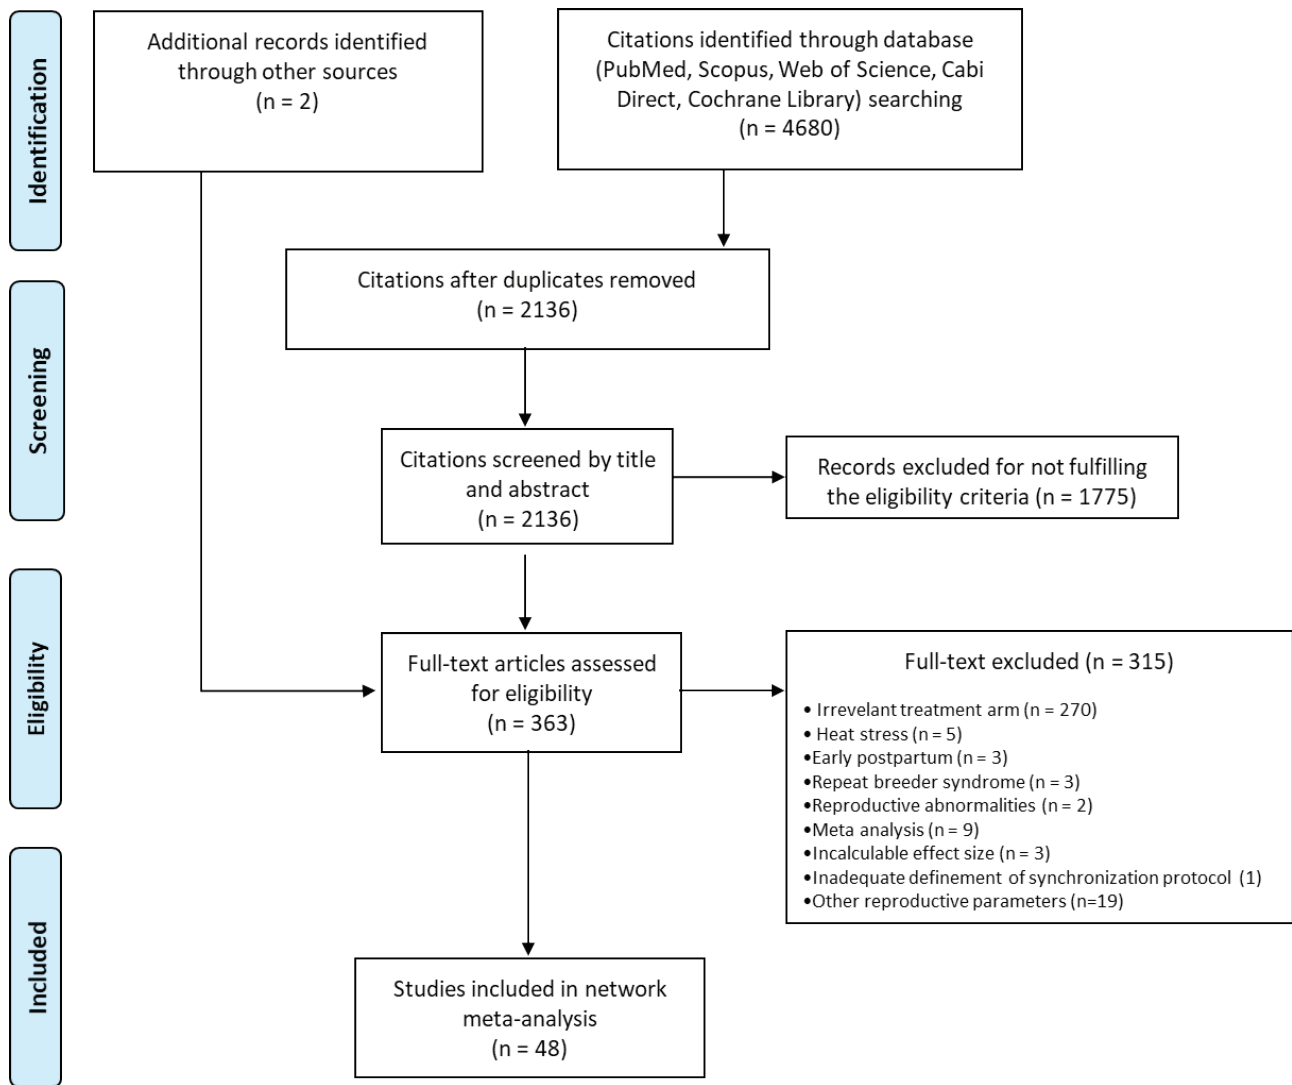 Identification
Additional records identified
through other sources
(n = 2)
Citations identified through database
(PubMed, Scopus, Web of Science, Cabi
Direct, Cochrane Library) searching
(n = 4680)
Citations after duplicates removed
(n = 2136)
Screening
Citations screened by title
and abstract
(n = 2136)
Records excluded for not fulfilling
the eligibility criteria (n = 1775)
Eligibility
Full-text articles assessed
for eligibility
(n = 363)
Full-text excluded (n = 315)
• Irrevelant treatment arm (n = 270)
• Heat stress (n = 5)
•Early postpartum (n = 3)
•Repeat breeder syndrome (n = 3)
•Reproductive abnormalities (n = 2)
•Meta analysis (n = 9)
•Incalculable effect size (n = 3)
•Inadequate definement of synchronization protocol (1)
•Other reproductive parameters (n=19)
Included
Studies included in network
meta-analysis
(n = 48)